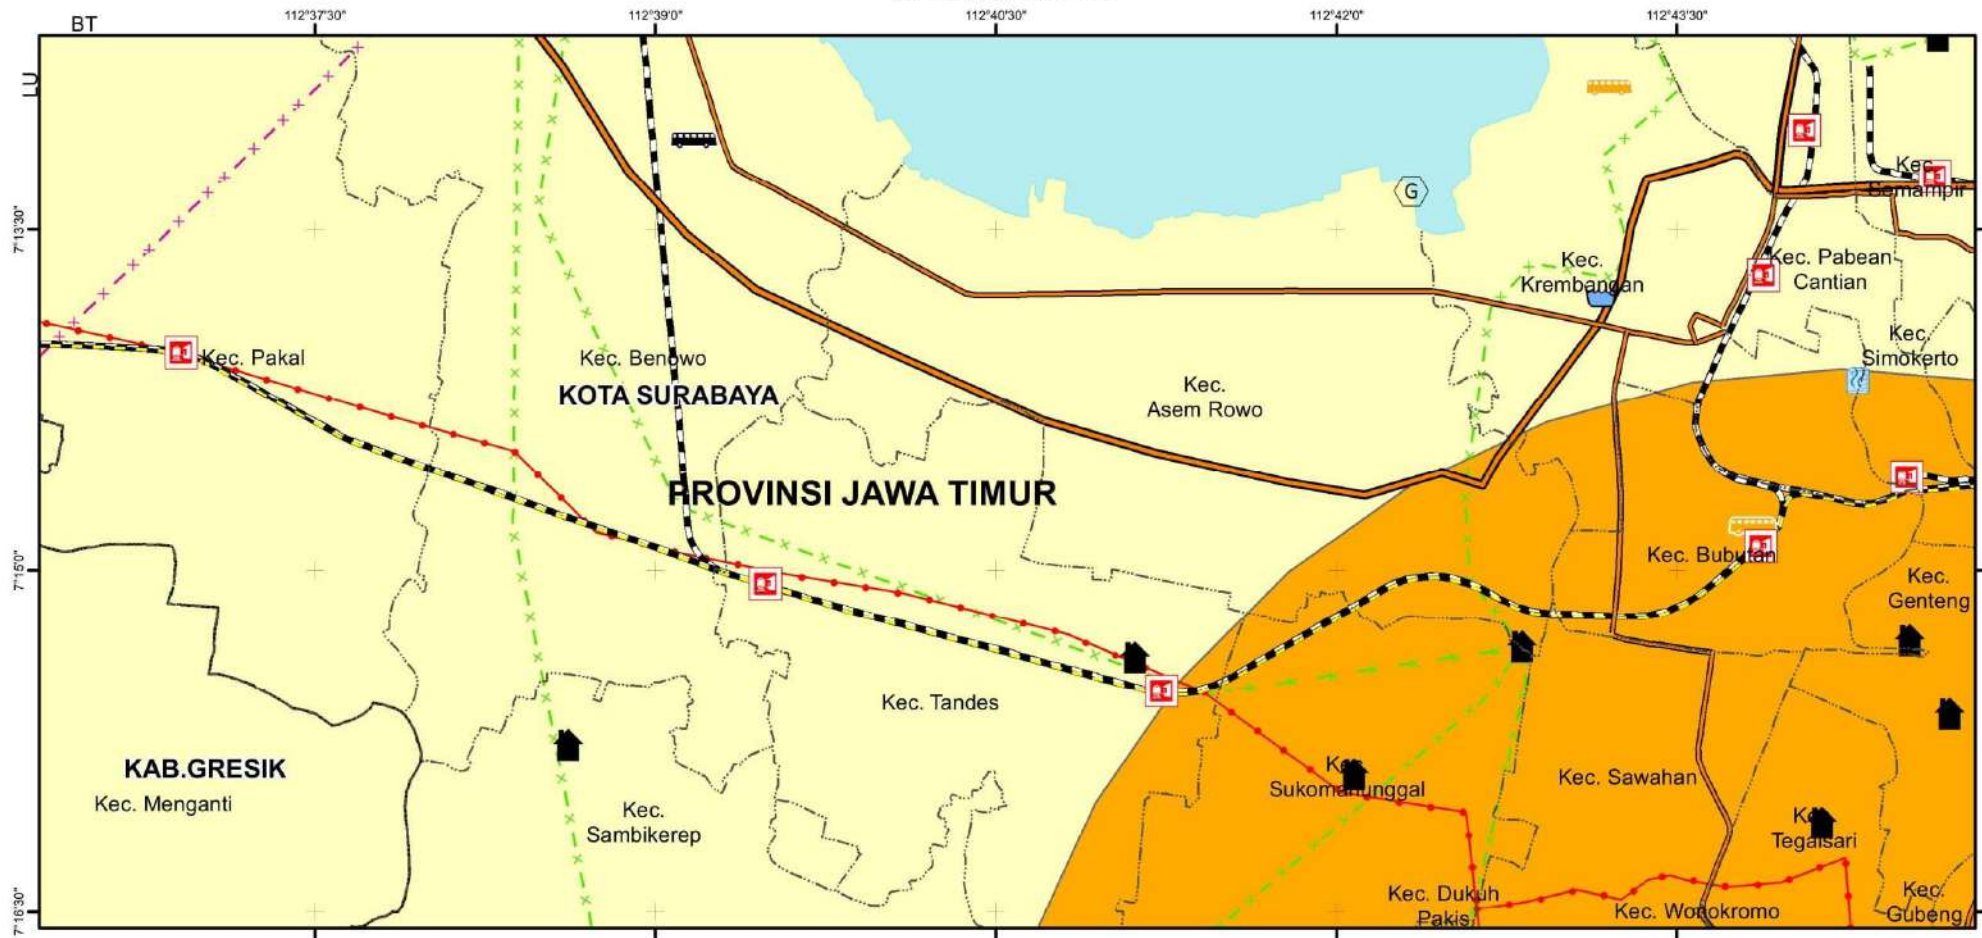 BT
112°37'30"
112°39'0"
112°40'30"
112°42'0"
112°43'30"
LU
7°13'30"
7°15'0"
7°16'30"
G
Kec.
Semampir
Kec.
Krembangan
Kec. Pabean
Cantian
Kec.
Simokerto
Kec. Pakal
Kec. Benowo
KOTA SURABAYA
Kec.
Asem Rowo
PROVINSI JAWA TIMUR
Kec. Bubutan
Kec.
Genteng
Kec. Tandes
KAB.GRESIK
Kec. Menganti
Kec.
Sambikerep
Kec.
Sukomanunggal
Kec. Sawahan
Kec.
Tegalsari
Kec. Dukuh
Pakis
Kec. Wonokromo
Kec.
Gubeng